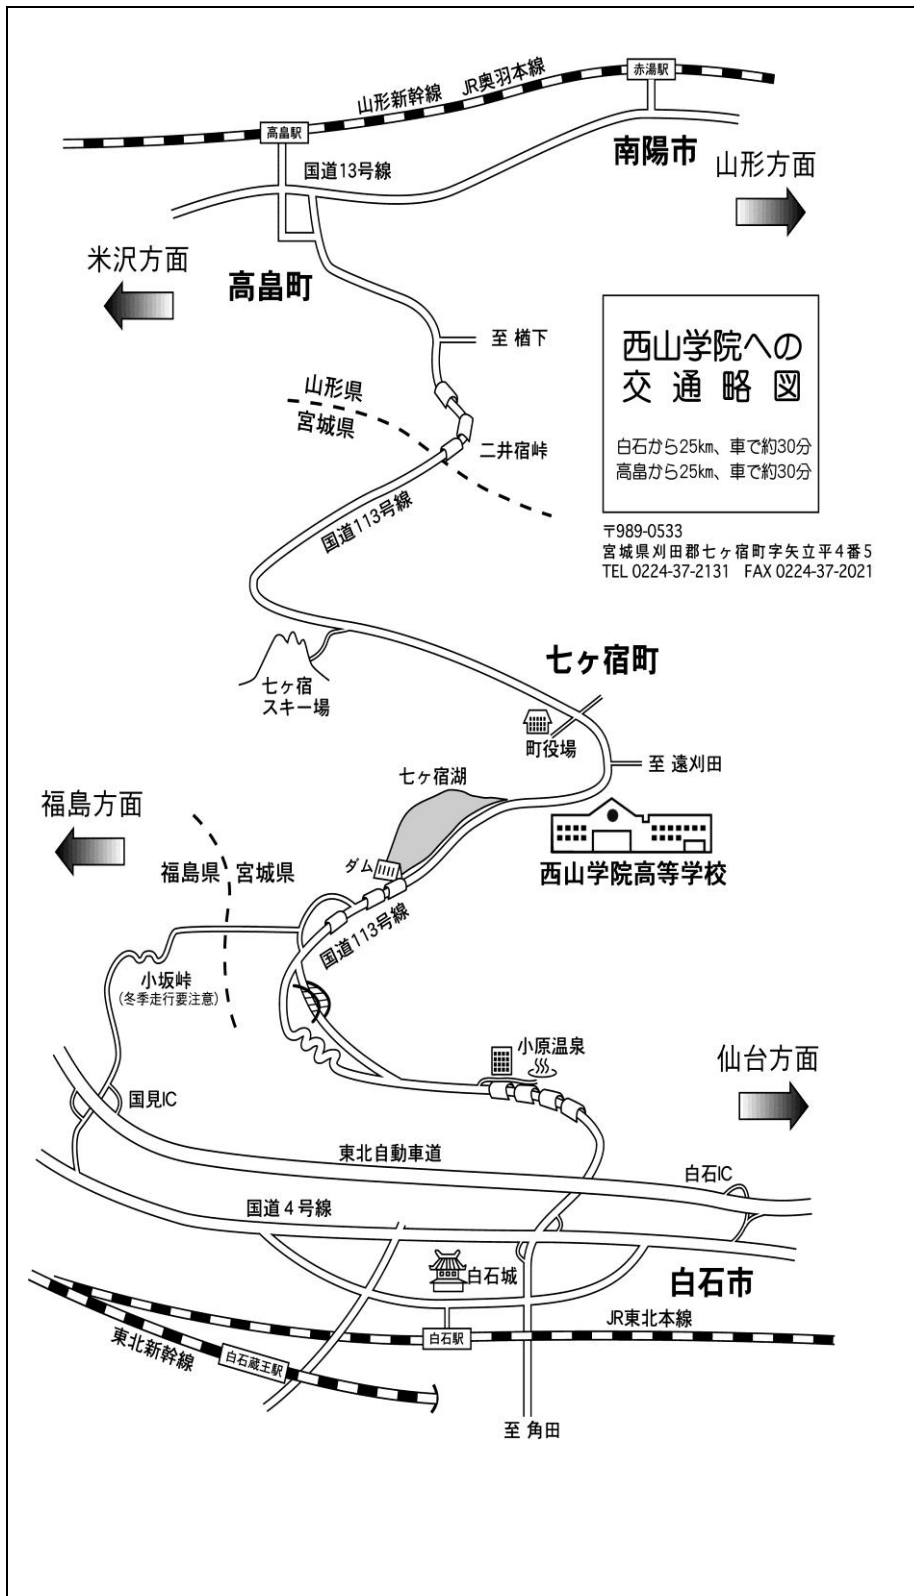 赤湯駅
山形新幹線 JR奥羽本線
高畠駅
南陽市
国道13号線
山形方面
米沢方面
高畠町
至 楢下
西山学院への
交通略図
白石から25km、車で約30分
高畠から25km、車で約30分
山形県
宮城県
二井宿峠
国道113号線
〒989-0533
宮城県刈田郡七ヶ宿町字矢立平4番5
TEL 0224-37-2131 FAX 0224-37-2021
七ヶ宿町
七ヶ宿
スキー場
町役場
至 遠刈田
七ヶ宿湖
福島方面
ダム
福島県 宮城県
西山学院高等学校
国道113号線
小坂峠
(冬季走行要注意)
小原温泉
仙台方面
国見IC
東北自動車道
白石IC
国道4号線
白石城
白石市
JR東北本線
白石駅
東北新幹線
白石蔵王駅
至 角田